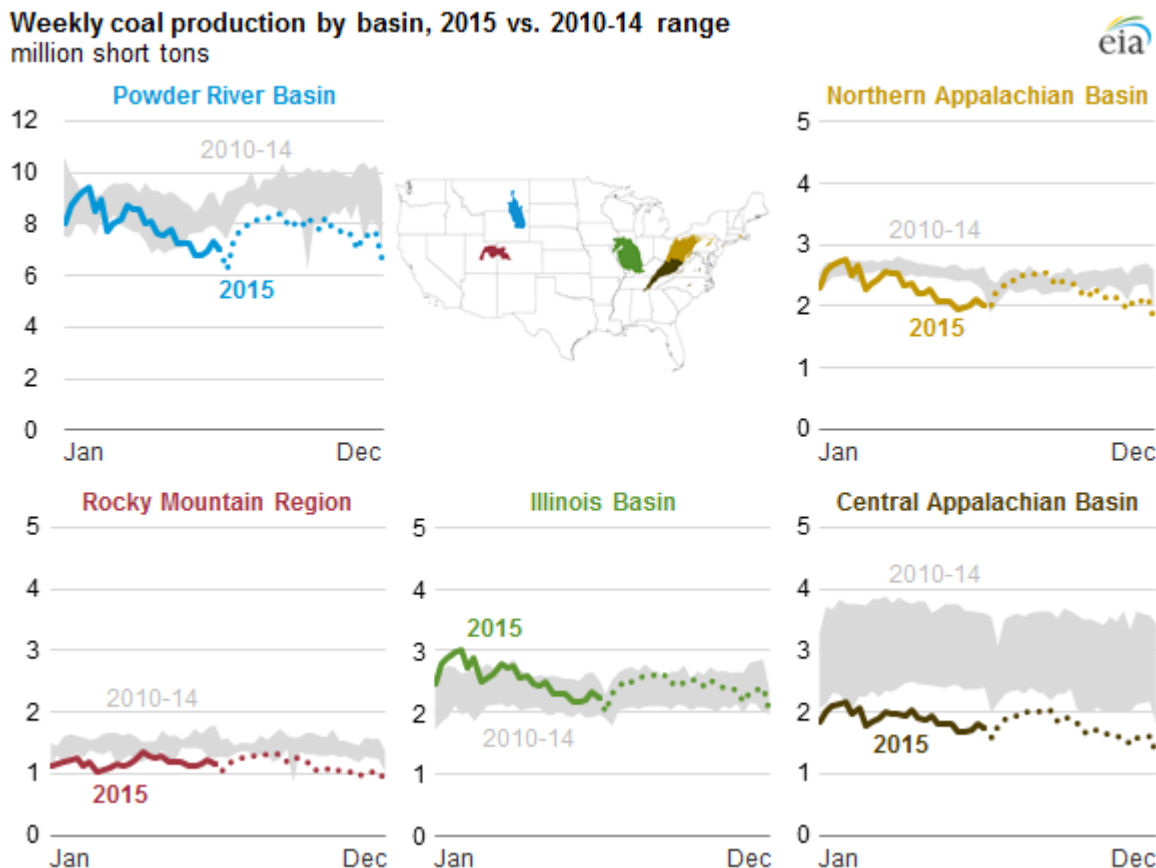 Weekly coal production by basin, 2015 vs. 2010-14 range
million short tons
eia
Powder River Basin
12
10
8
6
4
2
0
2010-14
2015
Jan
Dec
Northern Appalachian Basin
5
4
3
2
1
0
2010-14
2015
Jan
Dec
Rocky Mountain Region
5
4
3
2
1
0
2010-14
2015
Jan
Dec
Illinois Basin
5
4
3
2
1
0
2015
2010-14
Jan
Dec
Central Appalachian Basin
5
4
3
2
1
0
2010-14
2015
Jan
Dec